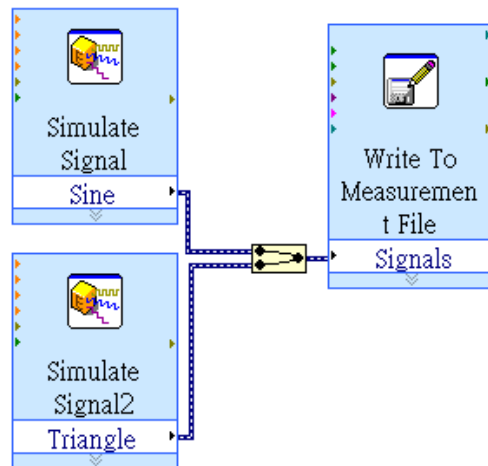 Simulate
Signal
Sine
Write To
Measuremen
t File
Signals
Simulate
Signal2
Triangle